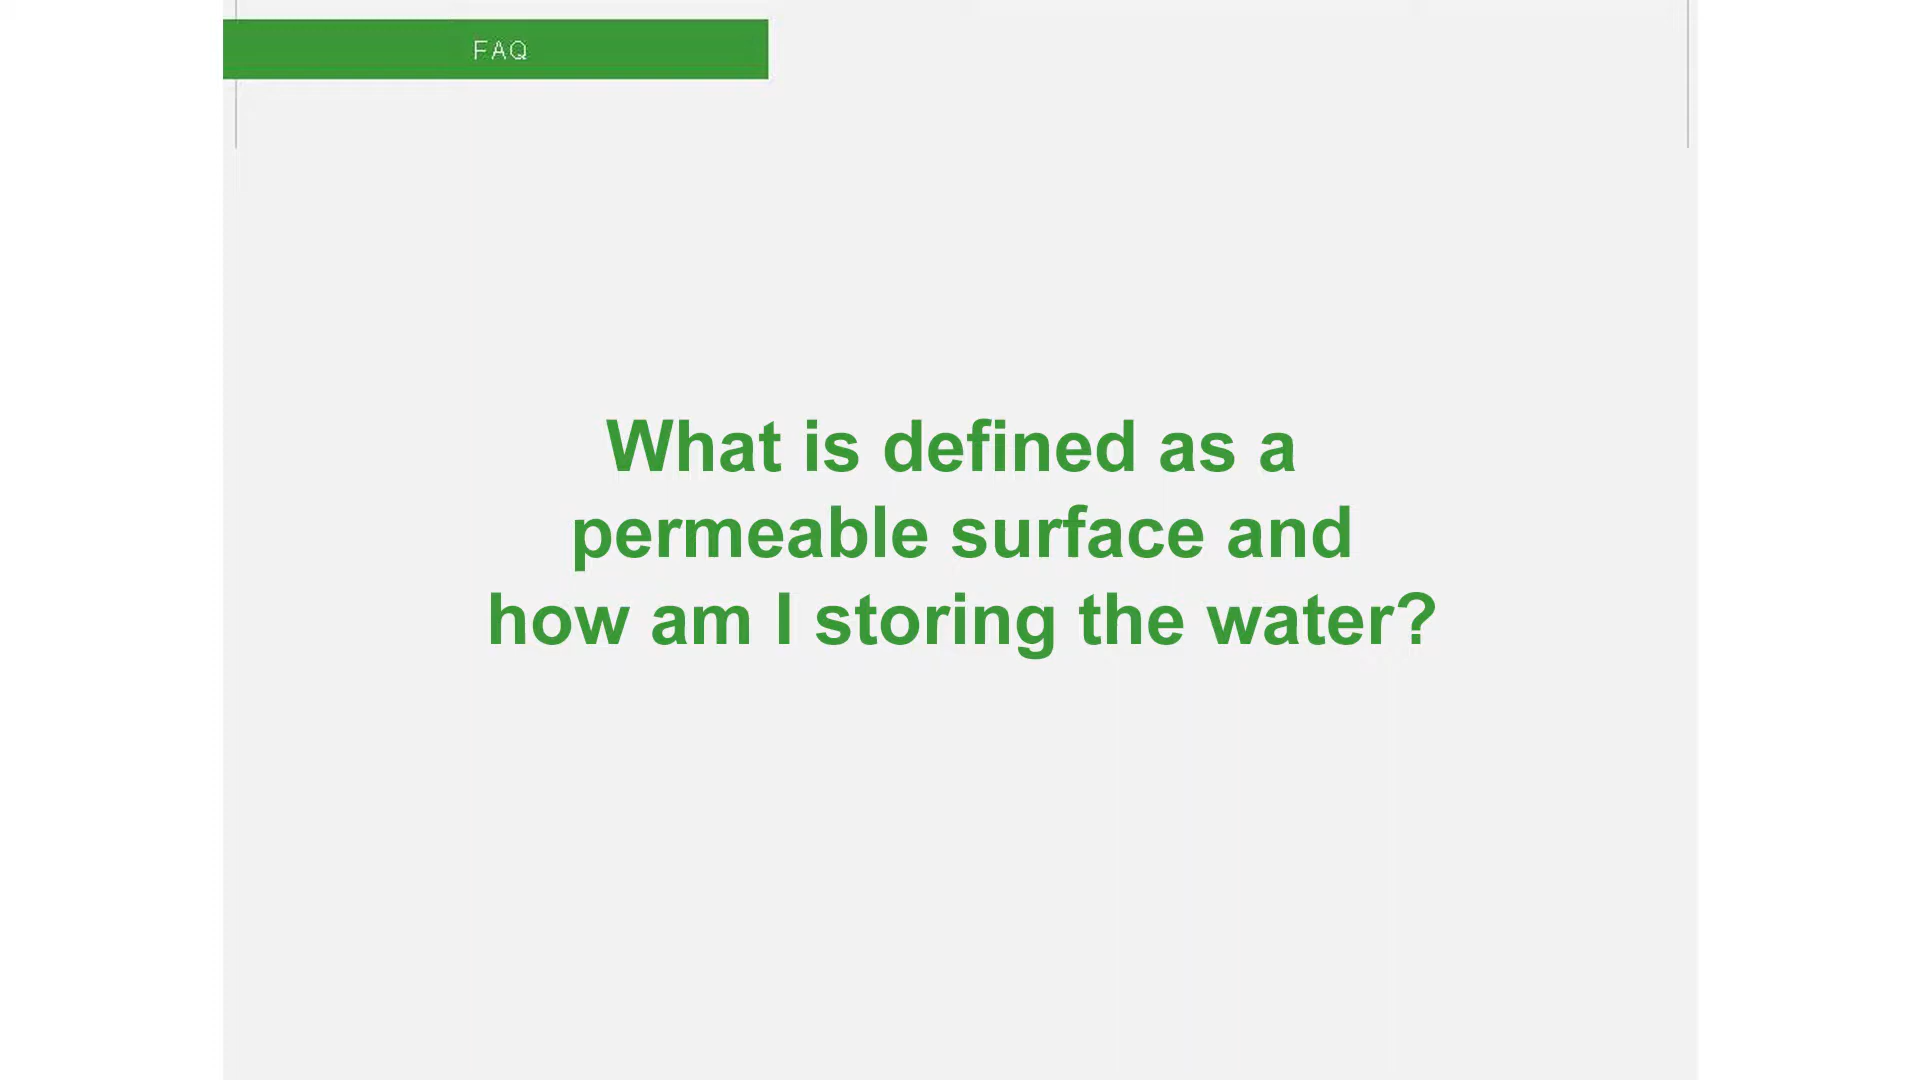 FAQ
What is defined as a
permeable surface and
how am I storing the water?